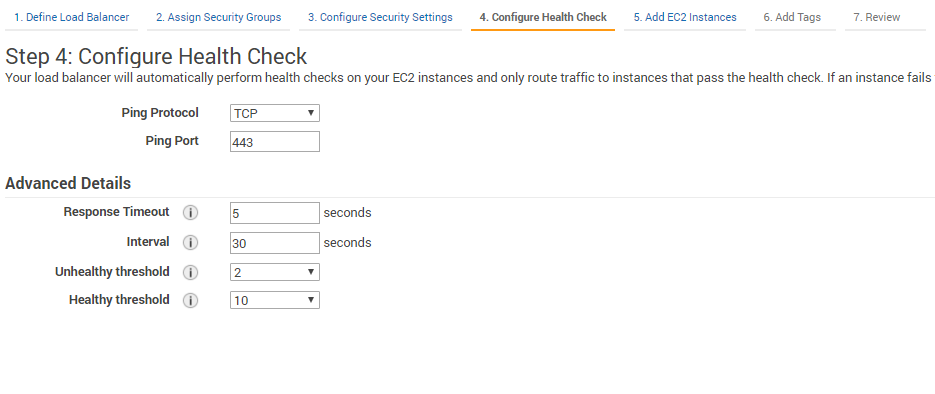 1. Define Load Balancer 2. Assign Security Groups 3. Configure Security Settings 4. Configure Health Check 5. Add EC2 Instances 6. Add Tags 7. Review
Step 4: Configure Health Check
Your load balancer will automatically perform health checks on your EC2 instances and only route traffic to instances that pass the health check. If an instance fails
Ping Protocol TCP
Ping Port 443
Advanced Details
Response Timeout i 5 seconds
Interval i 30 seconds
Unhealthy threshold i 2
Healthy threshold i 10